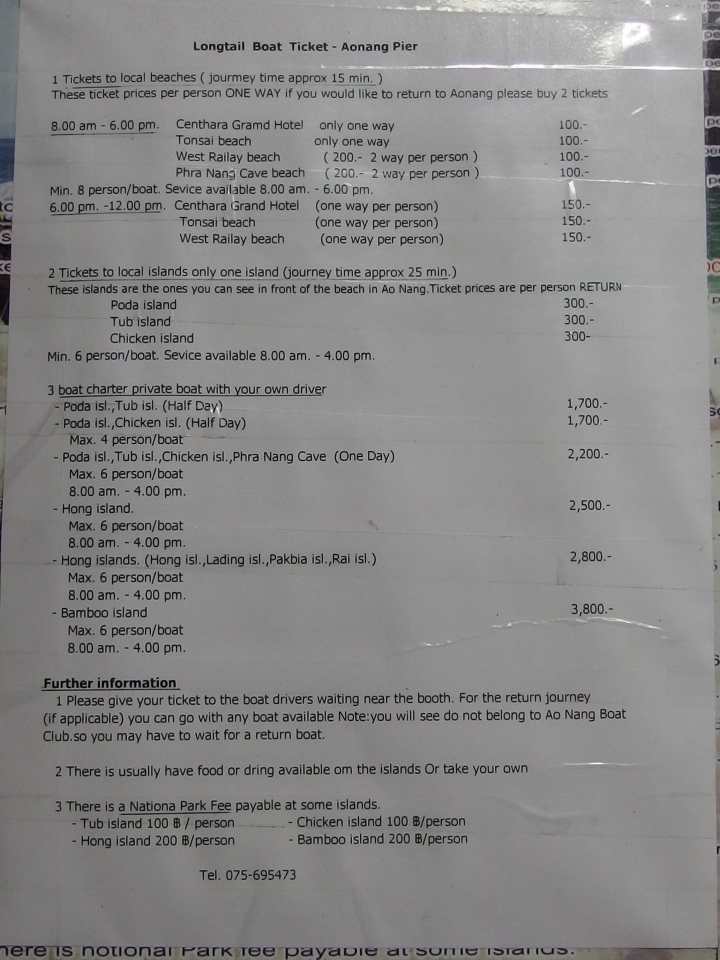 Longtail Boat Ticket - Aonang Pier
1 Tickets to local beaches ( jourmey time approx 15 min. )
These ticket prices per person ONE WAY if you would like to return to Aonang please buy 2 tickets
8.00 am - 6.00 pm. Centhara Gramd Hotel only one way 100.-
Tonsai beach only one way 100.-
West Railay beach ( 200.- 2 way per person ) 100.-
Phra Nang Cave beach ( 200.- 2 way per person ) 100.-
Min. 8 person/boat. Sevice available 8.00 am. - 6.00 pm.
6.00 pm. -12.00 pm. Centhara Grand Hotel (one way per person) 150.-
Tonsai beach (one way per person) 150.-
West Railay beach (one way per person) 150.-
2 Tickets to local islands only one island (journey time approx 25 min.)
These islands are the ones you can see in front of the beach in Ao Nang.Ticket prices are per person RETURN
Poda island 300.-
Tub island 300.-
Chicken island 300-
Min. 6 person/boat. Sevice available 8.00 am. - 4.00 pm.
3 boat charter private boat with your own driver
- Poda isl.,Tub isl. (Half Day) 1,700.-
- Poda isl.,Chicken isl. (Half Day) 1,700.-
Max. 4 person/boat
- Poda isl.,Tub isl.,Chicken isl.,Phra Nang Cave (One Day) 2,200.-
Max. 6 person/boat
8.00 am. - 4.00 pm.
- Hong island. 2,500.-
Max. 6 person/boat
8.00 am. - 4.00 pm.
- Hong islands. (Hong isl.,Lading isl.,Pakbia isl.,Rai isl.) 2,800.-
Max. 6 person/boat
8.00 am. - 4.00 pm.
- Bamboo island 3,800.-
Max. 6 person/boat
8.00 am. - 4.00 pm.
Further information
1 Please give your ticket to the boat drivers waiting near the booth. For the return journey
(if applicable) you can go with any boat available Note:you will see do not belong to Ao Nang Boat
Club.so you may have to wait for a return boat.
2 There is usually have food or dring available om the islands Or take your own
3 There is a Nationa Park Fee payable at some islands.
- Tub island 100 ฿ / person - Chicken island 100 ฿/person
- Hong island 200 ฿/person - Bamboo island 200 ฿/person
Tel. 075-695473
here is notional Park fee payable at some islands.